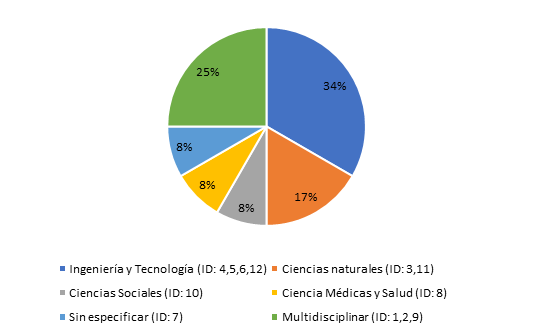 25%
34%
8%
8%
8%
17%
Ingeniería y Tecnología (ID: 4,5,6,12)
Ciencias naturales (ID: 3,11)
Ciencias Sociales (ID: 10)
Ciencia Médicas y Salud (ID: 8)
Sin especificar (ID: 7)
Multidisciplinar (ID: 1,2,9)